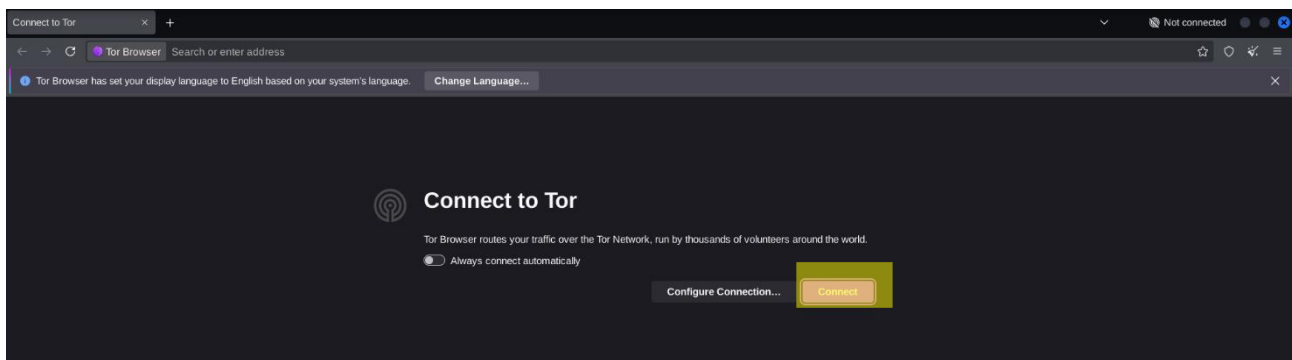 Connect to Tor
Not connected
Tor Browser Search or enter address
Tor Browser has set your display language to English based on your system's language. Change Language...
Connect to Tor
Tor Browser routes your traffic over the Tor Network, run by thousands of volunteers around the world.
Always connect automatically
Configure Connection... Connect